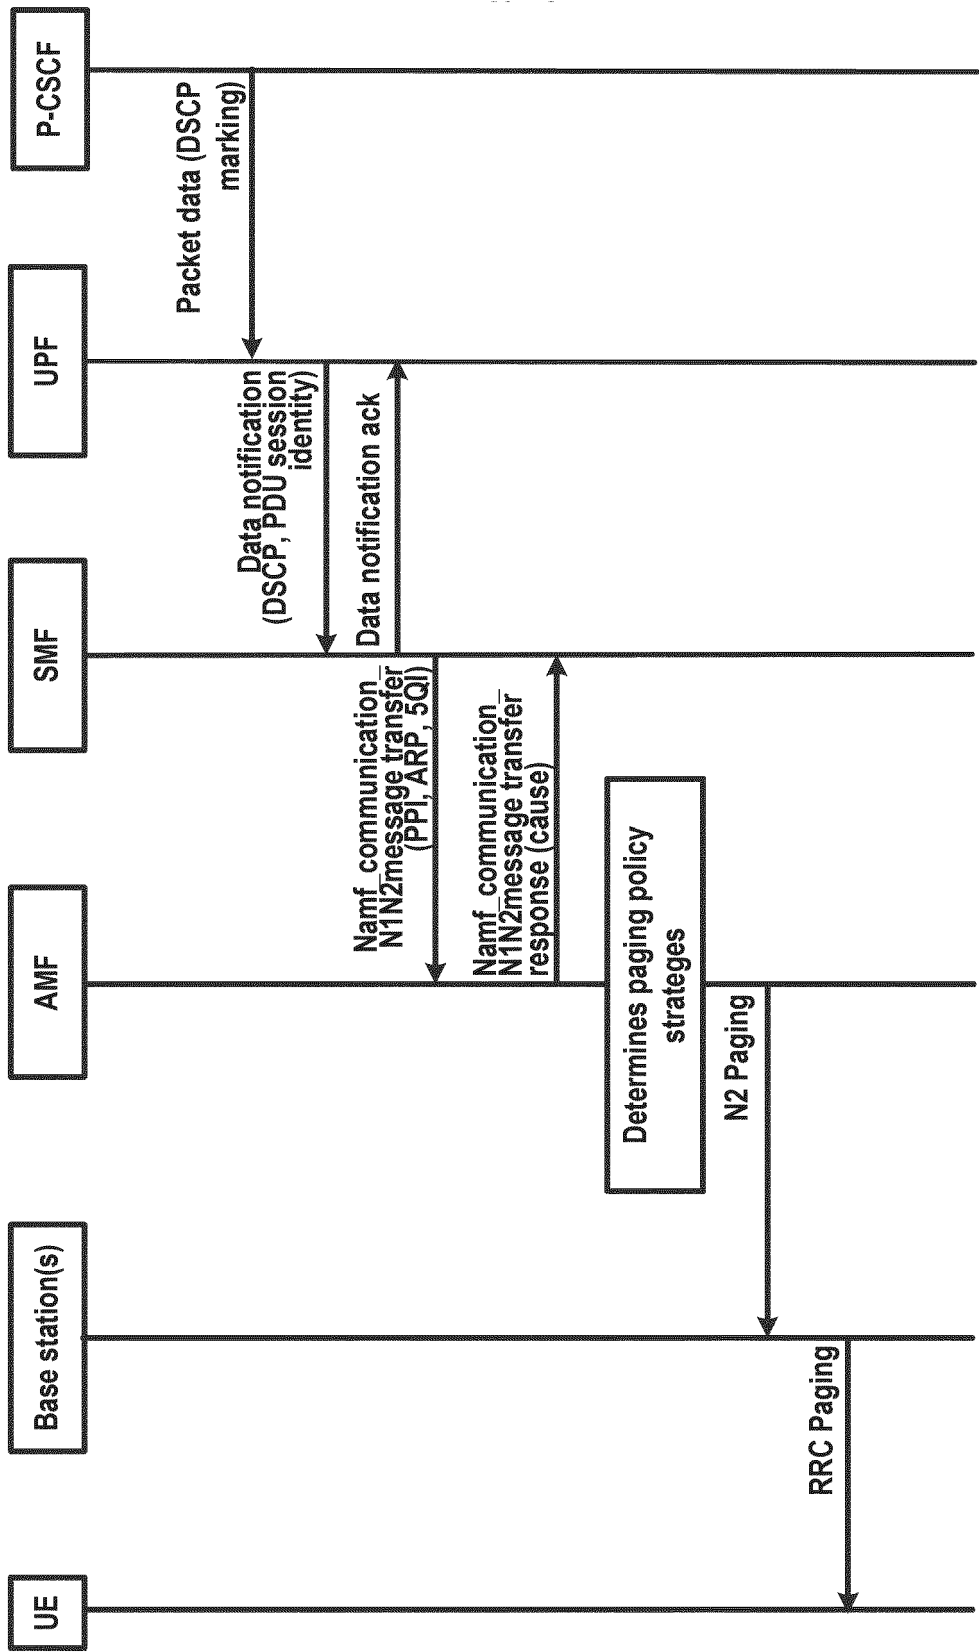 UE
Base station(s)
AMF
SMF
UPF
P-CSCF
Packet data (DSCP
marking)
Data notification
(DSCP, PDU session
identity)
Data notification ack
Namf_communication_
N1N2message transfer
(PPI, ARP, 5QI)
Namf_communication_
N1N2message transfer
response (cause)
Determines paging policy
strateges
N2 Paging
RRC Paging